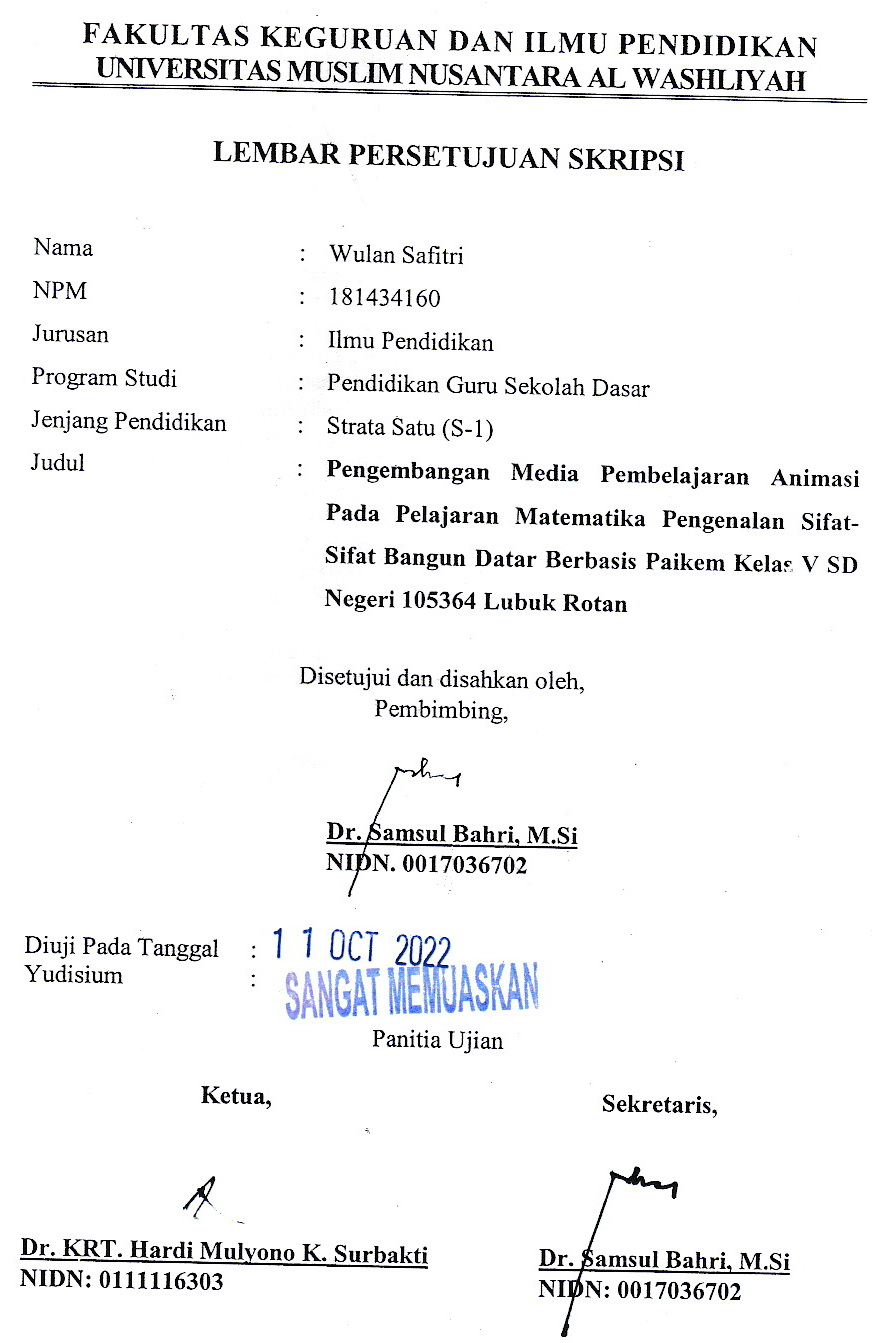 FAKULTAS KEGURUAN DAN ILMU PENDIDIKAN
UNIVERSITAS MUSLIM NUSANTARA AL WASHLIYAH
LEMBAR PERSETUJUAN SKRIPSI
Nama : Wulan Safitri
NPM : 181434160
Jurusan : Ilmu Pendidikan
Program Studi : Pendidikan Guru Sekolah Dasar
Jenjang Pendidikan : Strata Satu (S-1)
Judul : Pengembangan Media Pembelajaran Animasi
Pada Pelajaran Matematika Pengenalan Sifat-
Sifat Bangun Datar Berbasis Paikem Kelas V SD
Negeri 105364 Lubuk Rotan
Disetujui dan disahkan oleh,
Pembimbing,
Dr. Samsul Bahri, M.Si
NIDN. 0017036702
Diuji Pada Tanggal : 11 OCT 2022
Yudisium : SANGAT MEMUASKAN
Panitia Ujian
Ketua, Sekretaris,
Dr. KRT. Hardi Mulyono K. Surbakti Dr. Samsul Bahri, M.Si
NIDN: 0111116303 NIDN: 0017036702